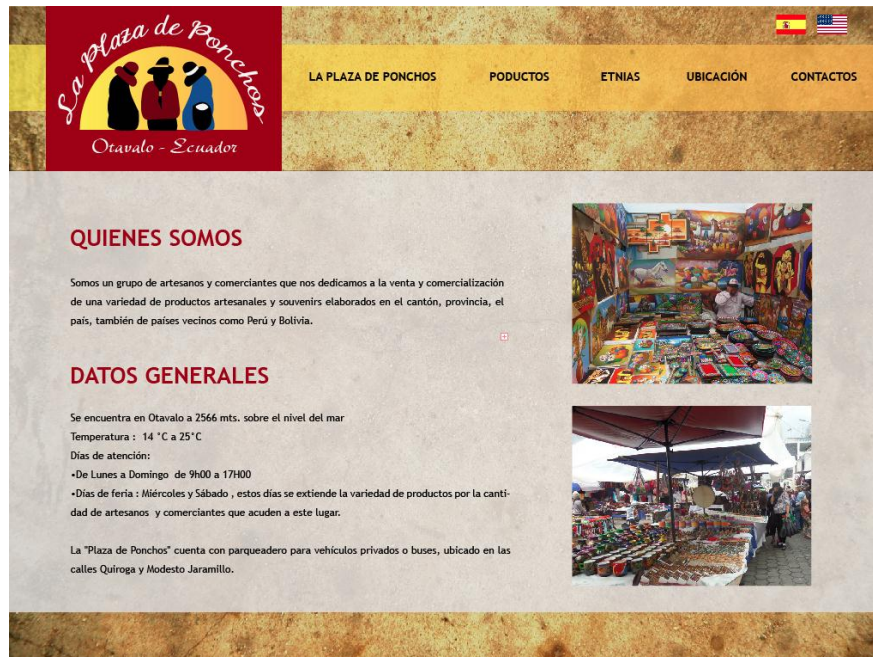 La Plaza de Ponchos
Otavalo - Ecuador
LA PLAZA DE PONCHOS
PODUCTOS
ETNIAS
UBICACIÓN
CONTACTOS
QUIENES SOMOS
Somos un grupo de artesanos y comerciantes que nos dedicamos a la venta y comercialización
de una variedad de productos artesanales y souvenirs elaborados en el cantón, provincia, el
país, también de países vecinos como Perú y Bolivia.
DATOS GENERALES
Se encuentra en Otavalo a 2566 mts. sobre el nivel del mar
Temperatura :  14 °C a 25°C
Días de atención:
•De Lunes a Domingo  de 9h00 a 17H00
•Días de feria : Miércoles y Sábado , estos días se extiende la variedad de productos por la canti-
dad de artesanos  y comerciantes que acuden a este lugar.
La "Plaza de Ponchos" cuenta con parqueadero para vehículos privados o buses, ubicado en las
calles Quiroga y Modesto Jaramillo.